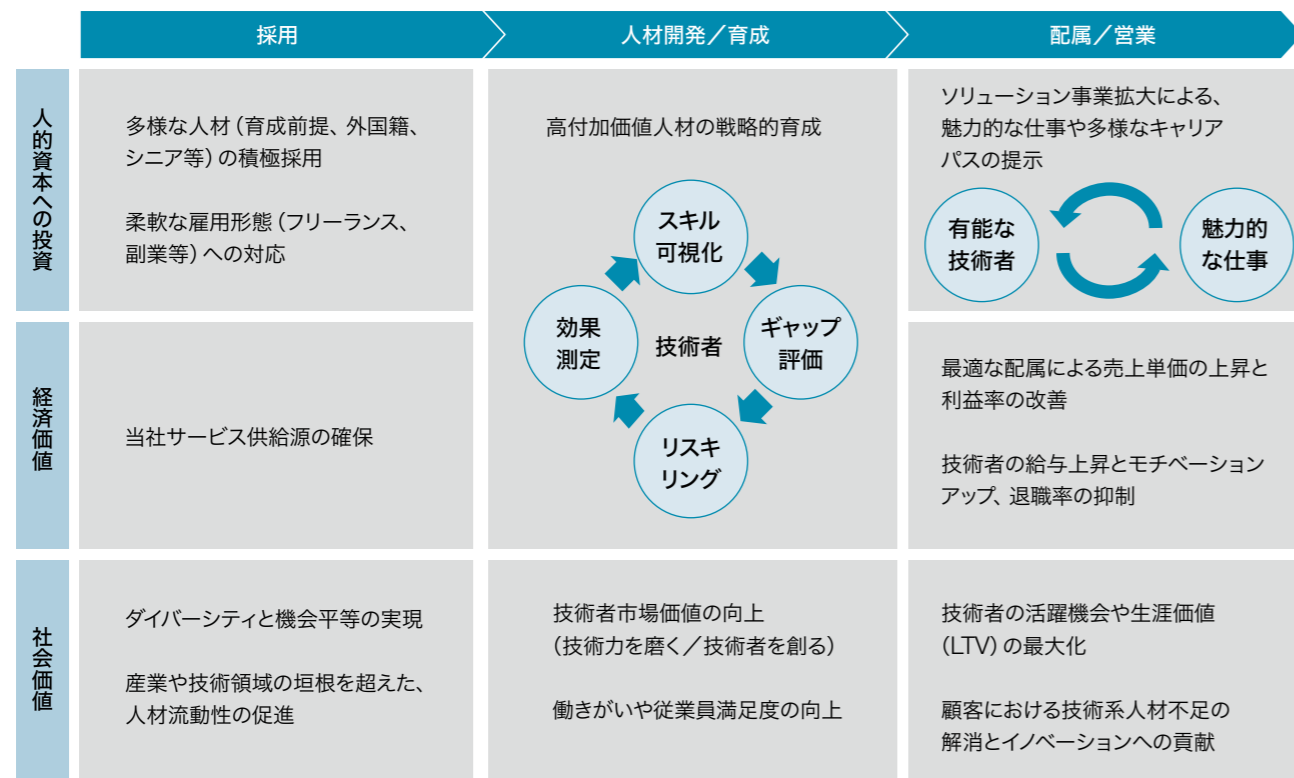 採用
人材開発／育成
配属／営業
人的資本への投資
多様な人材（育成前提、外国籍、
シニア等）の積極採用
柔軟な雇用形態（フリーランス、
副業等）への対応
高付加価値人材の戦略的育成
スキル
可視化
ギャップ
評価
リスキ
リング
効果
測定
技術者
ソリューション事業拡大による、
魅力的な仕事や多様なキャリア
パスの提示
有能な
技術者
魅力的
な仕事
経済価値
当社サービス供給源の確保
最適な配属による売上単価の上昇と
利益率の改善
技術者の給与上昇とモチベーション
アップ、退職率の抑制
社会価値
ダイバーシティと機会平等の実現
産業や技術領域の垣根を超えた、
人材流動性の促進
技術者市場価値の向上
（技術力を磨く／技術者を創る）
働きがいや従業員満足度の向上
技術者の活躍機会や生涯価値
（LTV）の最大化
顧客における技術系人材不足の
解消とイノベーションへの貢献